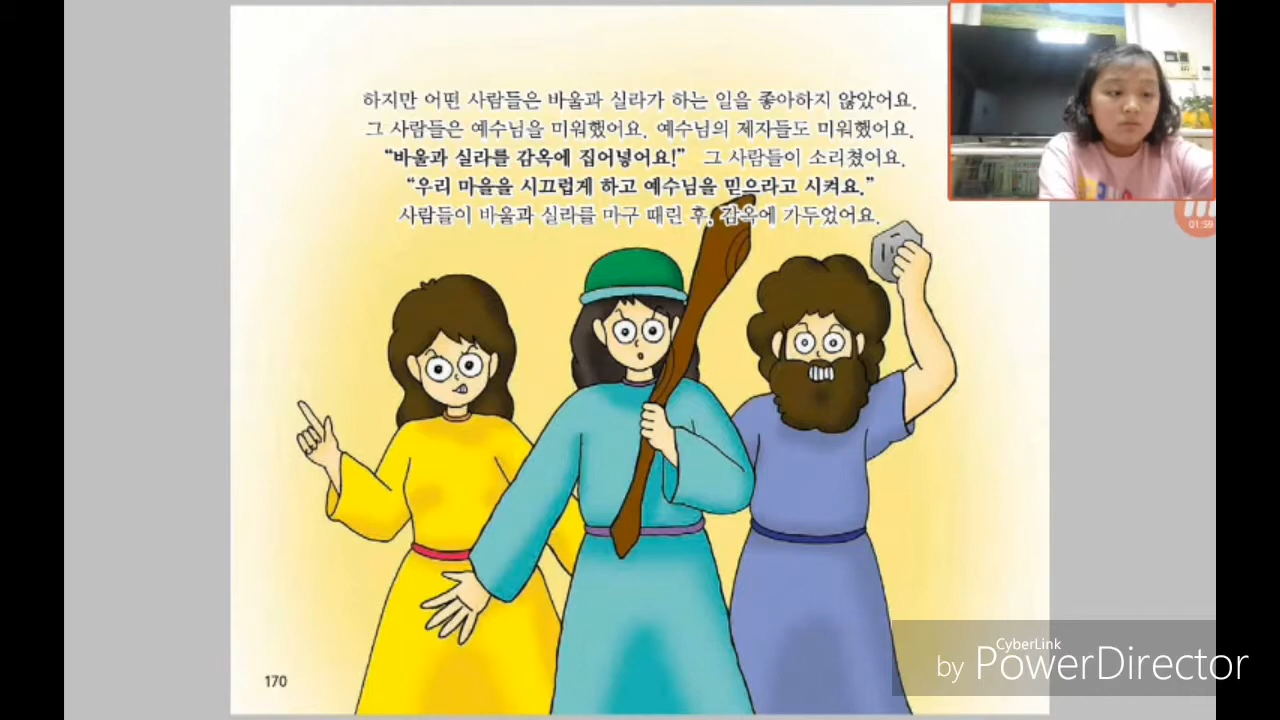 하지만 어떤 사람들은 바울과 실라가 하는 일을 좋아하지 않았어요.
그 사람들은 예수님을 미워했어요. 예수님의 제자들도 미워했어요.
“바울과 실라를 감옥에 집어넣어요!” 그 사람들이 소리쳤어요.
“우리 마을을 시끄럽게 하고 예수님을 믿으라고 시켜요.”
사람들이 바울과 실라를 마구 때린 후, 감옥에 가두었어요.
01:59
170
CyberLink
by PowerDirector